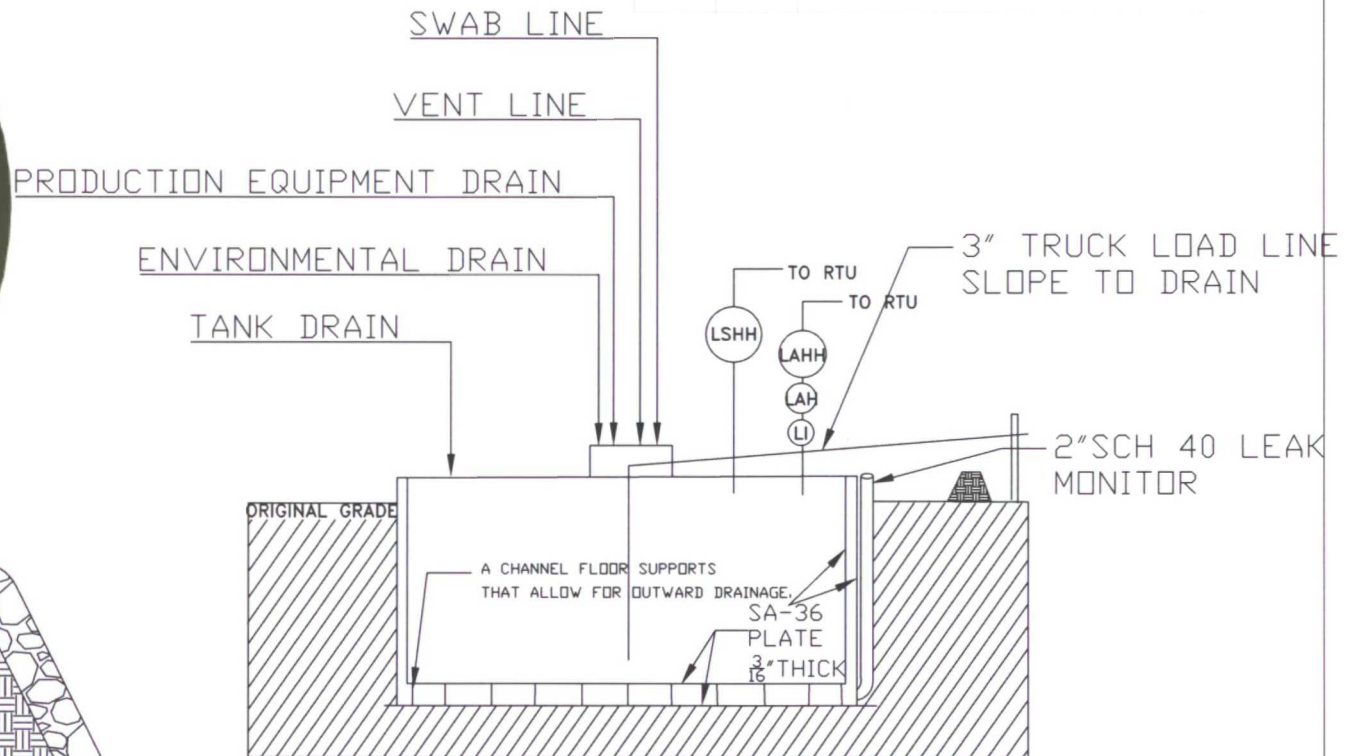 SWAB LINE
VENT LINE
PRODUCTION EQUIPMENT DRAIN
ENVIRONMENTAL DRAIN
TANK DRAIN
3" TRUCK LOAD LINE
SLOPE TO DRAIN
TO RTU
TO RTU
LSHH
LAHH
LAH
LI
2"SCH 40 LEAK
MONITOR
ORIGINAL GRADE
A CHANNEL FLOOR SUPPORTS
THAT ALLOW FOR OUTWARD DRAINAGE.
SA-36
PLATE
3/16"THICK